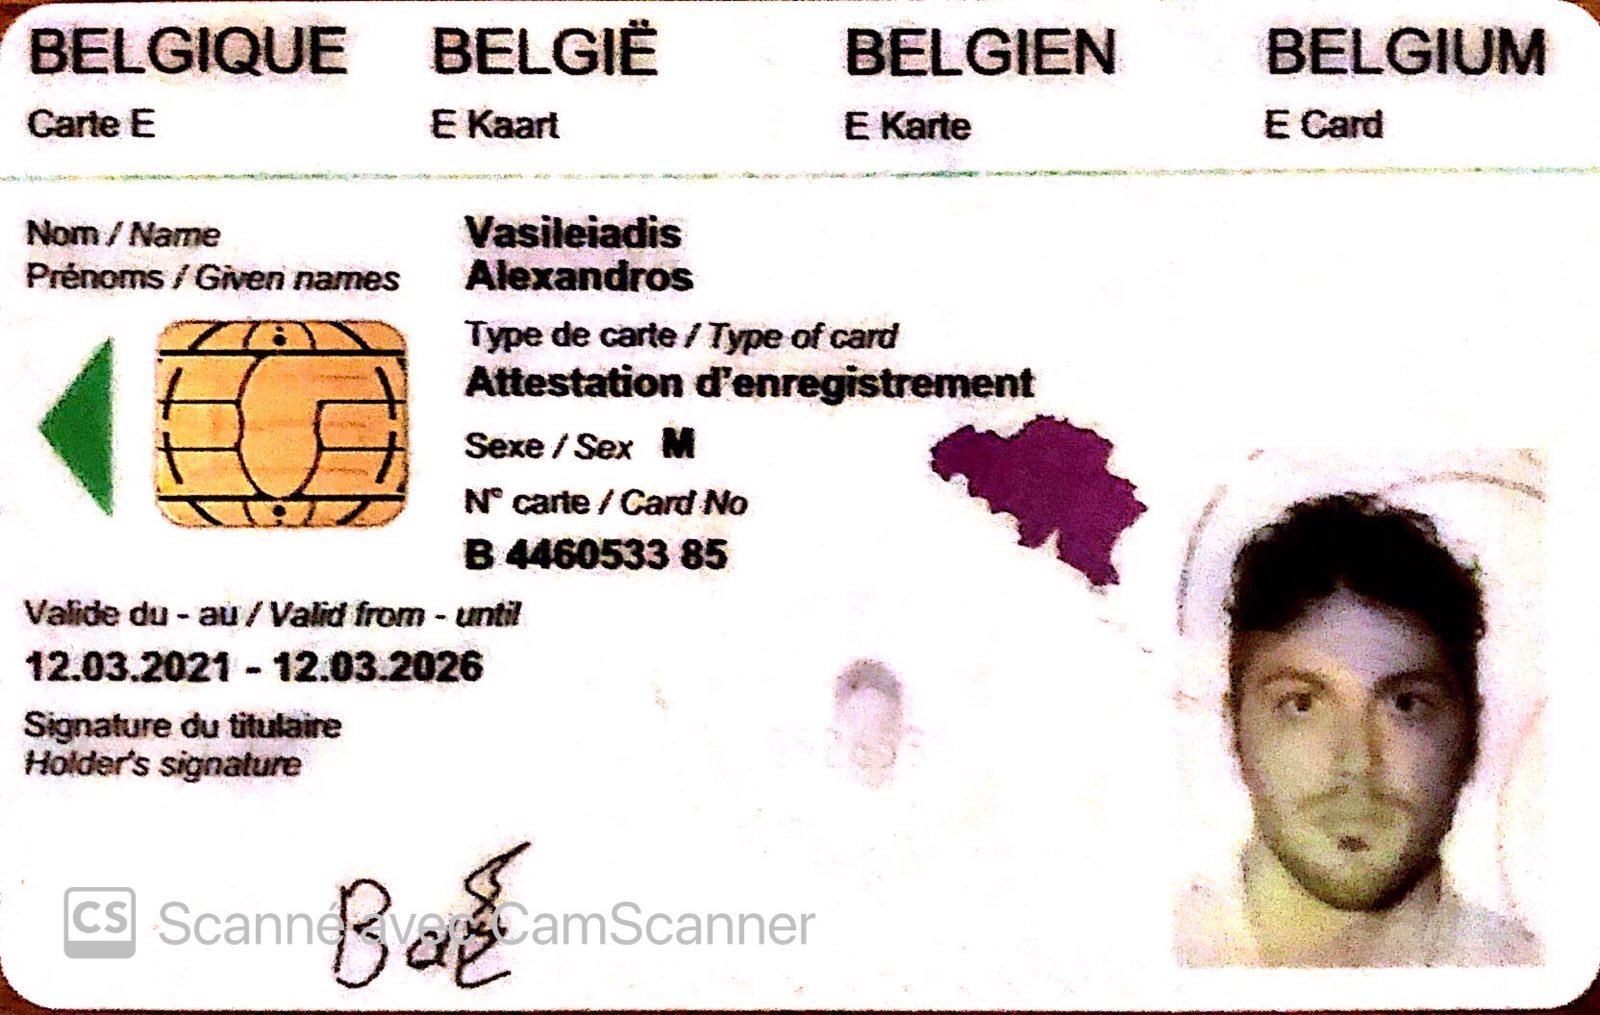 BELGIQUE BELGIË BELGIEN BELGIUM
Carte E E Kaart E Karte E Card
Nom / Name Vasileiadis
Prénoms / Given names Alexandros
Type de carte / Type of card
Attestation d'enregistrement
Sexe / Sex M
N° carte / Card No
B 4460533 85
Valide du - au / Valid from - until
12.03.2021 - 12.03.2026
Signature du titulaire
Holder's signature
CS Scanné avec CamScanner